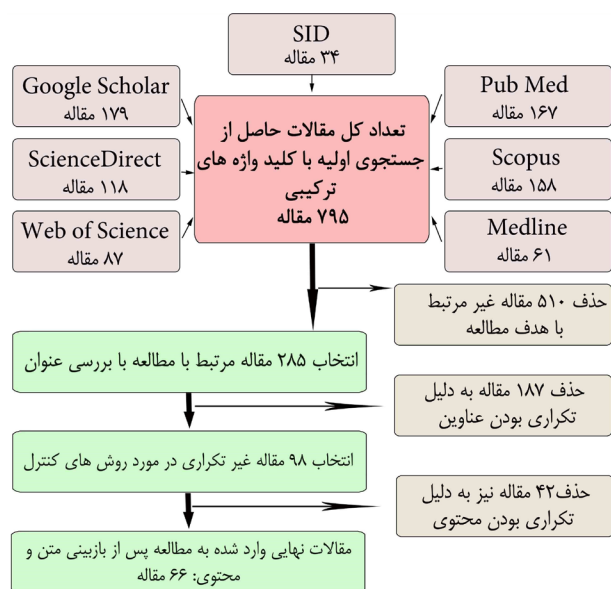 SID
۳۴ مقاله
Google Scholar
۱۷۹ مقاله
Pub Med
۱۶۷ مقاله
تعداد کل مقالات حاصل از
جستجوی اولیه با کلید واژه های
ترکیبی
۷۹۵ مقاله
ScienceDirect
۱۱۸ مقاله
Scopus
۱۵۸ مقاله
Web of Science
۸۷ مقاله
Medline
۶۱ مقاله
حذف ۵۱۰ مقاله غیر مرتبط
با هدف مطالعه
انتخاب ۲۸۵ مقاله مرتبط با مطالعه با بررسی عنوان
حذف ۱۸۷ مقاله به دلیل
تکراری بودن عناوین
انتخاب ۹۸ مقاله غیر تکراری در مورد روش های کنترل
حذف۴۲ مقاله نیز به دلیل
تکراری بودن محتوی
مقالات نهایی وارد شده به مطالعه پس از بازبینی متن و
محتوی: ۶۶ مقاله